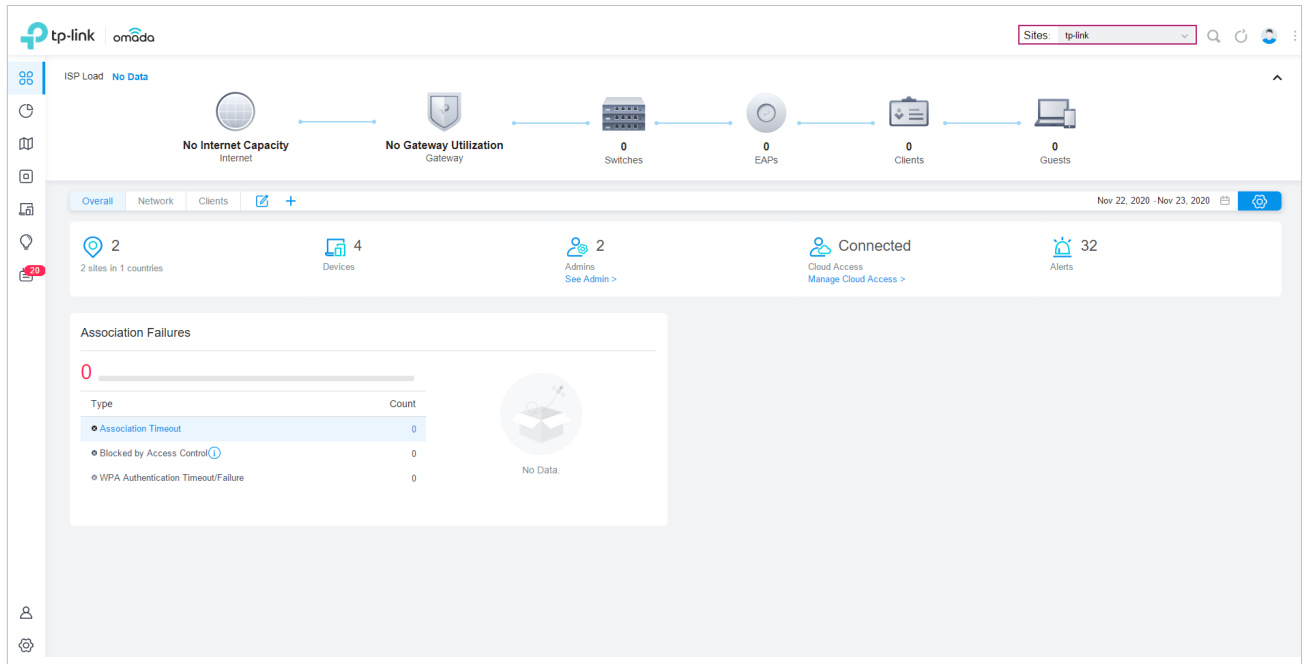 tp-link omada Sites: tp-link
ISP Load No Data
No Internet Capacity
Internet
No Gateway Utilization
Gateway
0
Switches
0
EAPs
0
Clients
0
Guests
Overall Network Clients Nov 22, 2020 -Nov 23, 2020
2
2 sites in 1 countries
4
Devices
2
Admins
See Admin >
Connected
Cloud Access
Manage Cloud Access >
32
Alerts
20
Association Failures
0
Type Count
Association Timeout 0
Blocked by Access Control 0
WPA Authentication Timeout/Failure 0
No Data.